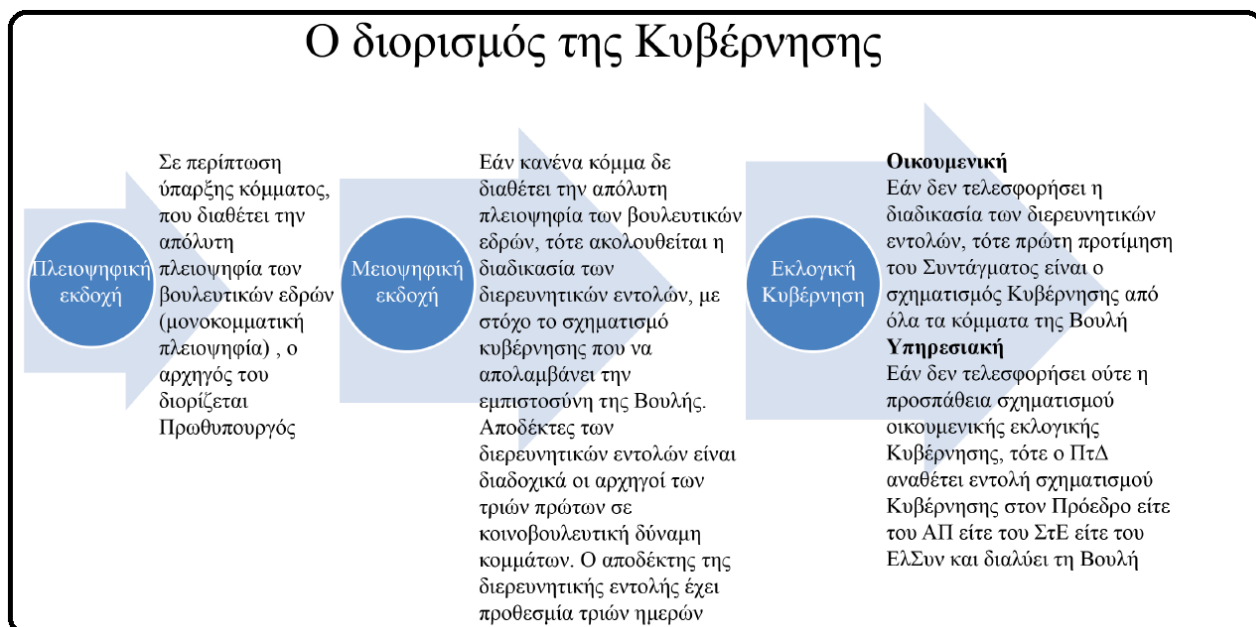 Ο διορισμός της Κυβέρνησης
Πλειοψηφική
εκδοχή
Σε περίπτωση
ύπαρξης κόμματος,
που διαθέτει την
απόλυτη
πλειοψηφία των
βουλευτικών εδρών
(μονοκομματική
πλειοψηφία) , ο
αρχηγός του
διορίζεται
Πρωθυπουργός
Μειοψηφική
εκδοχή
Εάν κανένα κόμμα δε
διαθέτει την απόλυτη
πλειοψηφία των βουλευτικών
εδρών, τότε ακολουθείται η
διαδικασία των
διερευνητικών εντολών, με
στόχο το σχηματισμό
κυβέρνησης που να
απολαμβάνει την
εμπιστοσύνη της Βουλής.
Αποδέκτες των
διερευνητικών εντολών είναι
διαδοχικά οι αρχηγοί των
τριών πρώτων σε
κοινοβουλευτική δύναμη
κομμάτων. Ο αποδέκτης της
διερευνητικής εντολής έχει
προθεσμία τριών ημερών
Εκλογική
Κυβέρνηση
Οικουμενική
Εάν δεν τελεσφορήσει η
διαδικασία των διερευνητικών
εντολών, τότε πρώτη προτίμηση
του Συντάγματος είναι ο
σχηματισμός Κυβέρνησης από
όλα τα κόμματα της Βουλή
Υπηρεσιακή
Εάν δεν τελεσφορήσει ούτε η
προσπάθεια σχηματισμού
οικουμενικής εκλογικής
Κυβέρνησης, τότε ο ΠτΔ
αναθέτει εντολή σχηματισμού
Κυβέρνησης στον Πρόεδρο είτε
του ΑΠ είτε του ΣτΕ είτε του
ΕλΣυν και διαλύει τη Βουλή